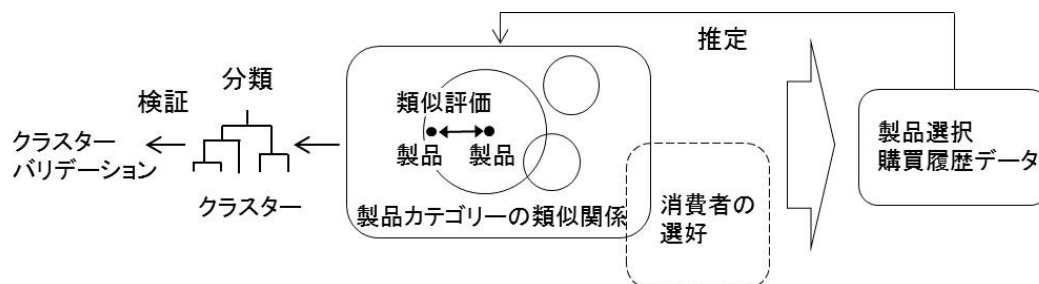 推定
分類
検証
クラスター
バリデーション
クラスター
類似評価
製品 製品
製品カテゴリーの類似関係
消費者の
選好
製品選択
購買履歴データ